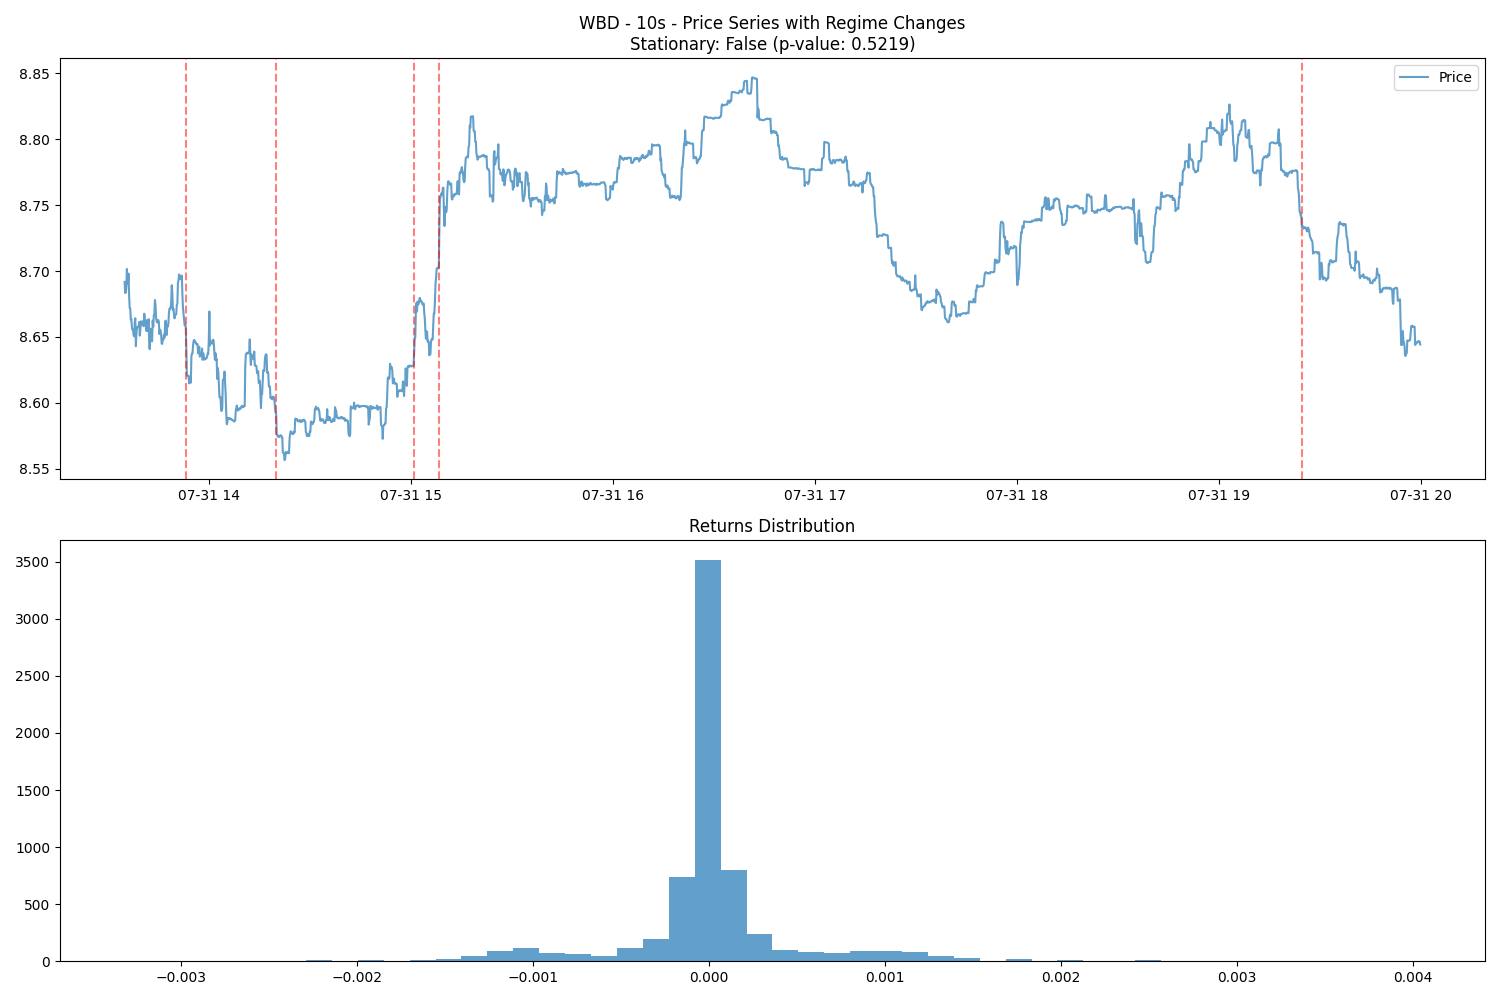 WBD - 10s - Price Series with Regime Changes
Stationary: False (p-value: 0.5219)
Price
8.85
8.80
8.75
8.70
8.65
8.60
8.55
07-31 14 07-31 15 07-31 16 07-31 17 07-31 18 07-31 19 07-31 20
Returns Distribution
3500
3000
2500
2000
1500
1000
500
0
−0.003 −0.002 −0.001 0.000 0.001 0.002 0.003 0.004